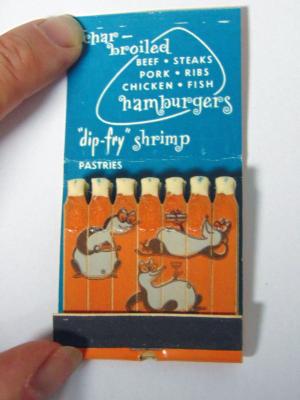 char-
broiled
BEEF • STEAKS
PORK • RIBS
CHICKEN • FISH
hamburgers
"dip-fry" shrimp
PASTRIES